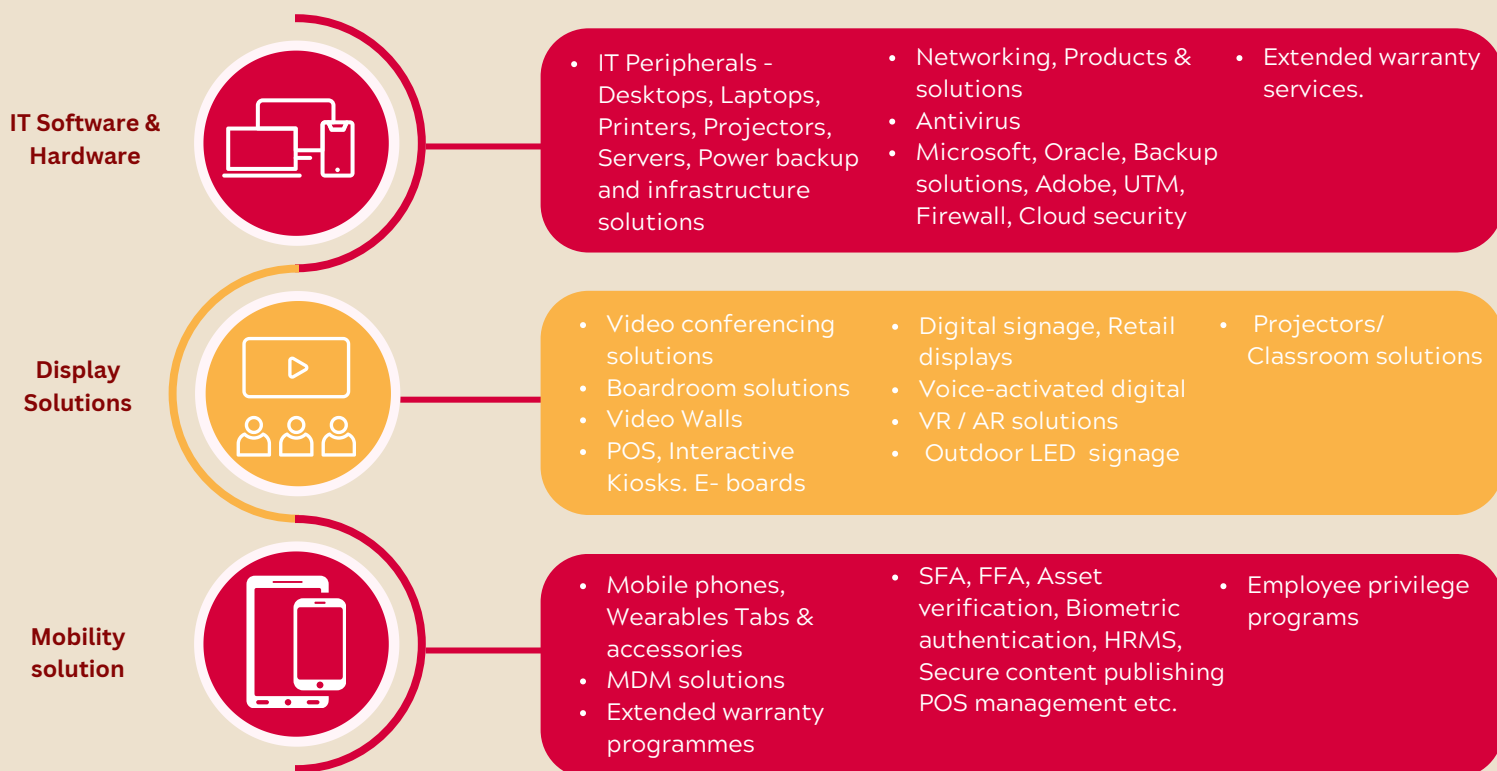 IT Software &
Hardware
• IT Peripherals -
Desktops, Laptops,
Printers, Projectors,
Servers, Power backup
and infrastructure
solutions
• Networking, Products &
solutions
• Antivirus
• Microsoft, Oracle, Backup
solutions, Adobe, UTM,
Firewall, Cloud security
• Extended warranty
services.
Display
Solutions
• Video conferencing
solutions
• Boardroom solutions
• Video Walls
• POS, Interactive
Kiosks. E- boards
• Digital signage, Retail
displays
• Voice-activated digital
• VR / AR solutions
• Outdoor LED signage
• Projectors/
Classroom solutions
Mobility
solution
• Mobile phones,
Wearables Tabs &
accessories
• MDM solutions
• Extended warranty
programmes
• SFA, FFA, Asset
verification, Biometric
authentication, HRMS,
Secure content publishing
POS management etc.
• Employee privilege
programs